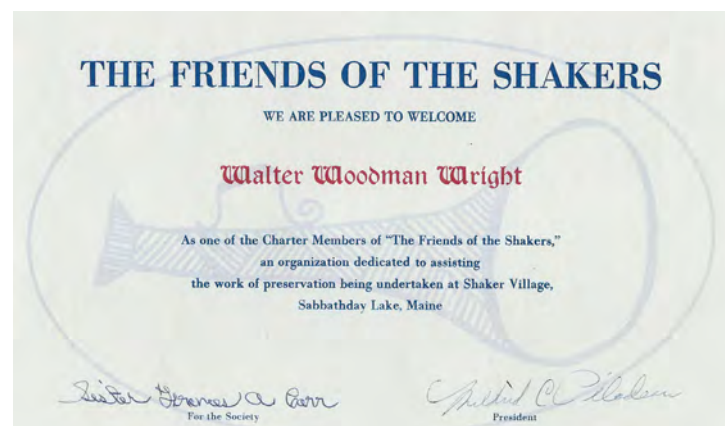 THE FRIENDS OF THE SHAKERS
WE ARE PLEASED TO WELCOME
Walter Woodman Wright
As one of the Charter Members of "The Friends of the Shakers,"
an organization dedicated to assisting
the work of preservation being undertaken at Shaker Village,
Sabbathday Lake, Maine
Sister Frances A Carr
For the Society
President